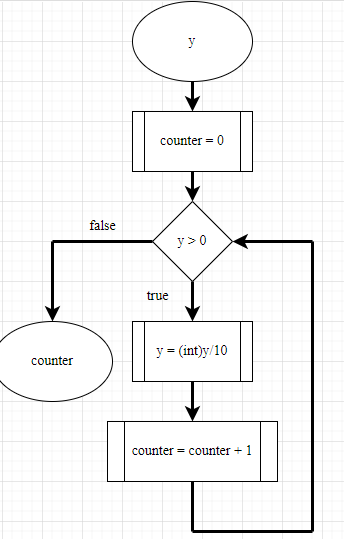 y
counter = 0
y > 0
false
true
counter
y = (int)y/10
counter = counter + 1